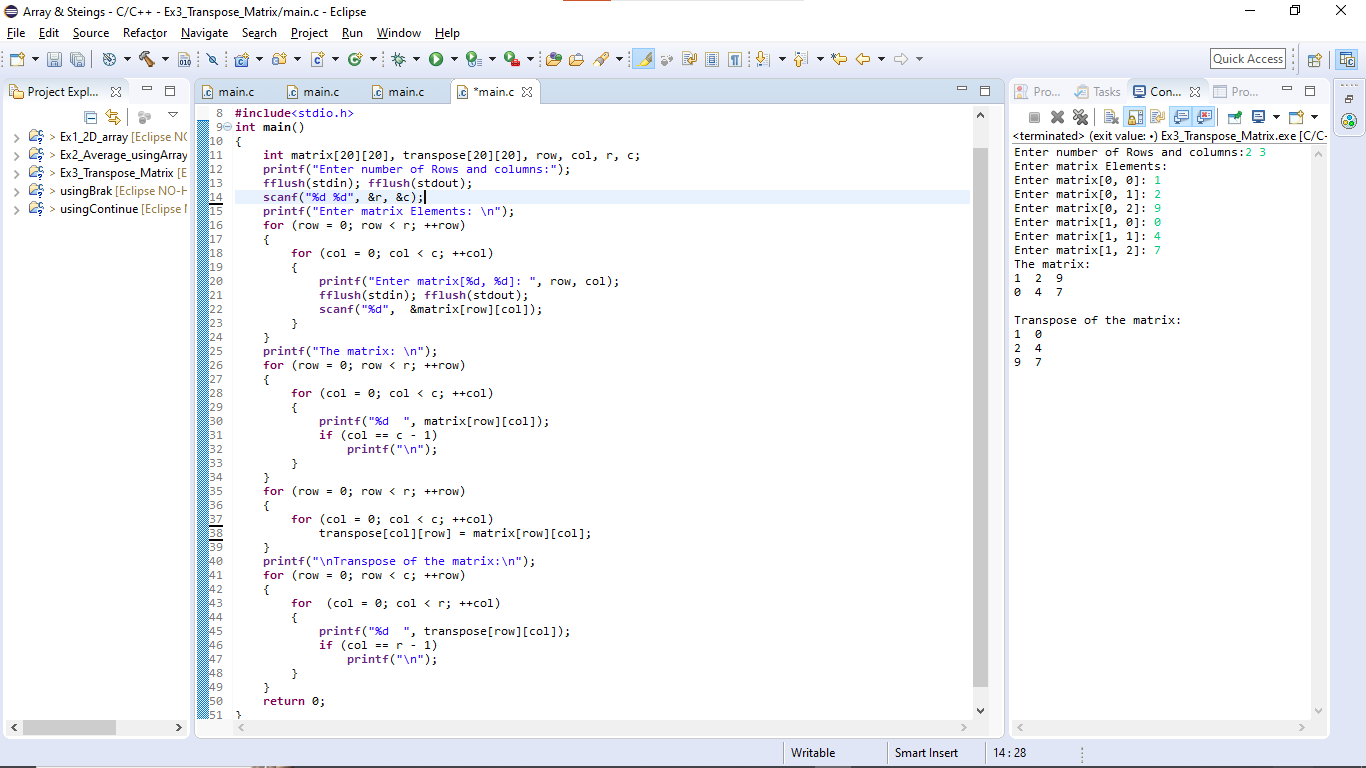 Array & Steings - C/C++ - Ex3_Transpose_Matrix/main.c - Eclipse
File Edit Source Refactor Navigate Search Project Run Window Help
Quick Access
Project Expl...
main.c main.c main.c *main.c
Pro... Tasks Con... Pro...
> Ex1_2D_array [Eclipse NO
> Ex2_Average_usingArray
> Ex3_Transpose_Matrix [E
> usingBrak [Eclipse NO-H
> usingContinue [Eclipse
8 #include<stdio.h>
9 int main()
10 {
11     int matrix[20][20], transpose[20][20], row, col, r, c;
12     printf("Enter number of Rows and columns:");
13     fflush(stdin); fflush(stdout);
14     scanf("%d %d", &r, &c);
15     printf("Enter matrix Elements: \n");
16     for (row = 0; row < r; ++row)
17     {
18         for (col = 0; col < c; ++col)
19         {
20             printf("Enter matrix[%d, %d]: ", row, col);
21             fflush(stdin); fflush(stdout);
22             scanf("%d",  &matrix[row][col]);
23         }
24     }
25     printf("The matrix: \n");
26     for (row = 0; row < r; ++row)
27     {
28         for (col = 0; col < c; ++col)
29         {
30             printf("%d  ", matrix[row][col]);
31             if (col == c - 1)
32                 printf("\n");
33         }
34     }
35     for (row = 0; row < r; ++row)
36     {
37         for (col = 0; col < c; ++col)
38             transpose[col][row] = matrix[row][col];
39     }
40     printf("\nTranspose of the matrix:\n");
41     for (row = 0; row < c; ++row)
42     {
43         for  (col = 0; col < r; ++col)
44         {
45             printf("%d  ", transpose[row][col]);
46             if (col == r - 1)
47                 printf("\n");
48         }
49     }
50     return 0;
51 }
<terminated> (exit value: •) Ex3_Transpose_Matrix.exe [C/C-
Enter number of Rows and columns:2 3
Enter matrix Elements:
Enter matrix[0, 0]: 1
Enter matrix[0, 1]: 2
Enter matrix[0, 2]: 9
Enter matrix[1, 0]: 0
Enter matrix[1, 1]: 4
Enter matrix[1, 2]: 7
The matrix:
1  2  9
0  4  7
Transpose of the matrix:
1  0
2  4
9  7
Writable Smart Insert 14 : 28